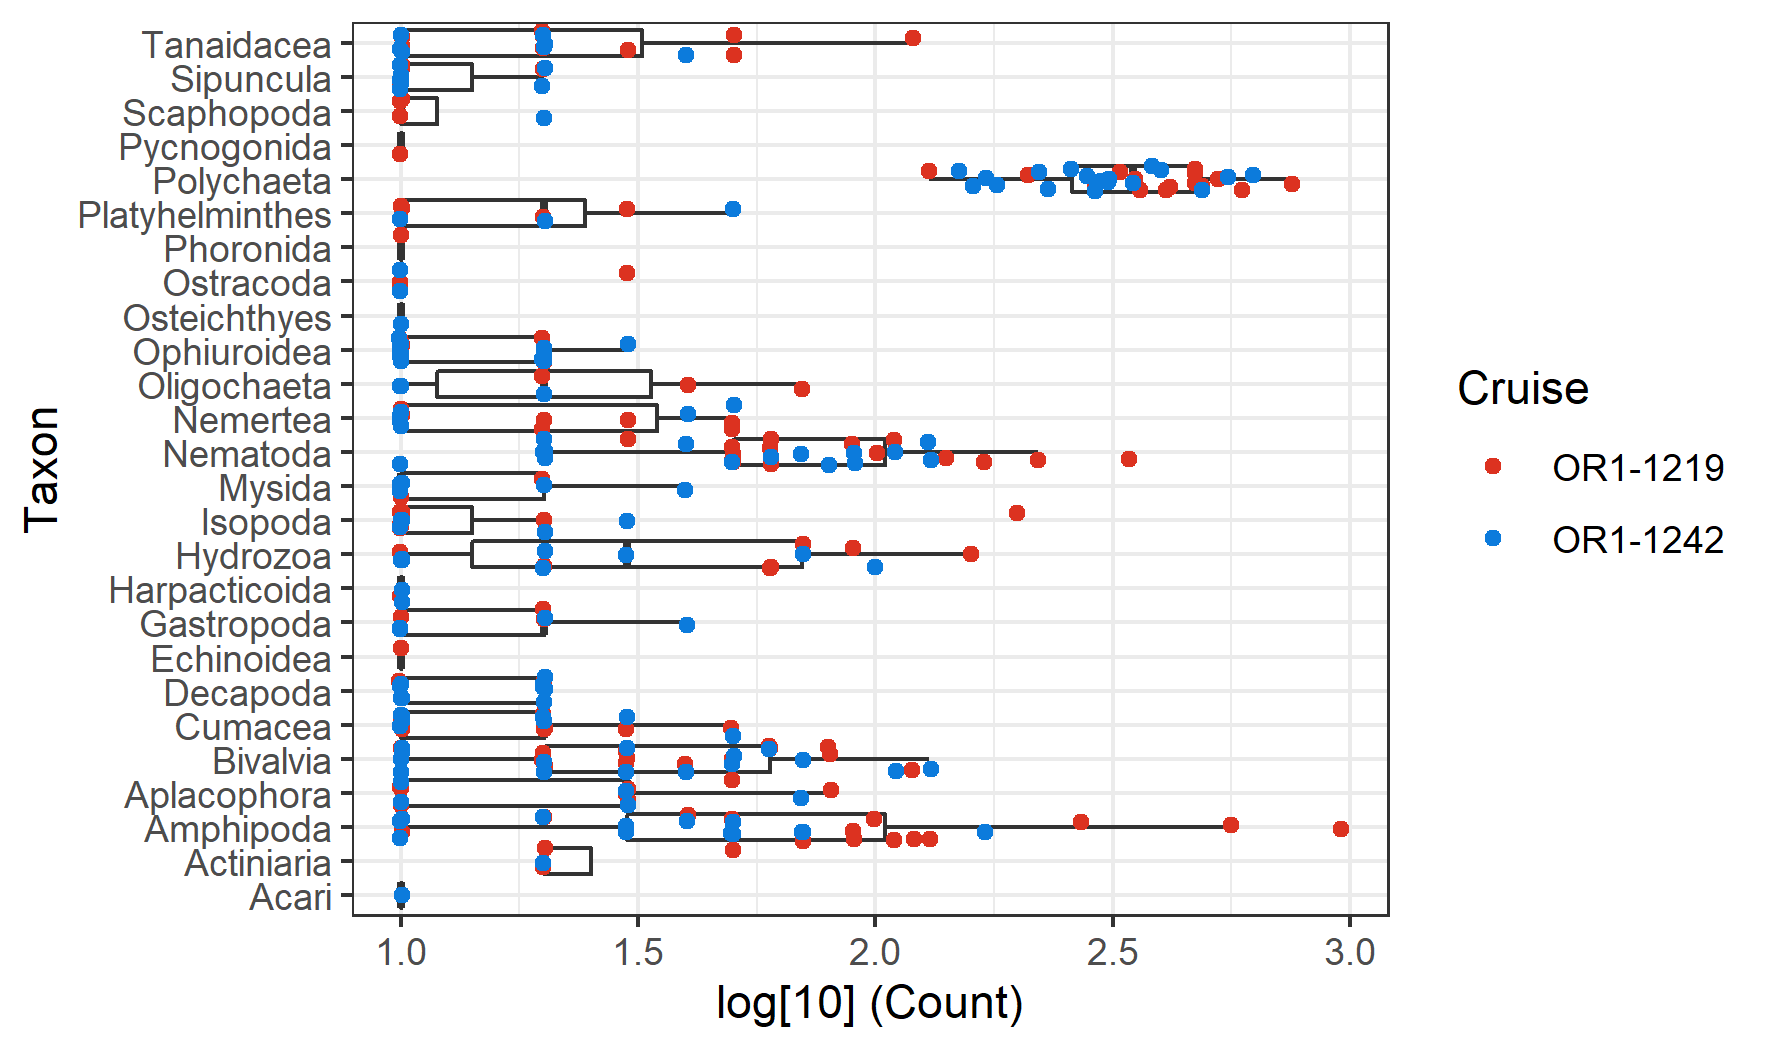 Tanaidacea
Sipuncula
Scaphopoda
Pycnogonida
Polychaeta
Platyhelminthes
Phoronida
Ostracoda
Osteichthyes
Ophiuroidea
Oligochaeta
Nemertea
Nematoda
Mysida
Isopoda
Hydrozoa
Harpacticoida
Gastropoda
Echinoidea
Decapoda
Cumacea
Bivalvia
Aplacophora
Amphipoda
Actiniaria
Acari
Taxon
1.0 1.5 2.0 2.5 3.0
log[10] (Count)
Cruise
OR1-1219
OR1-1242